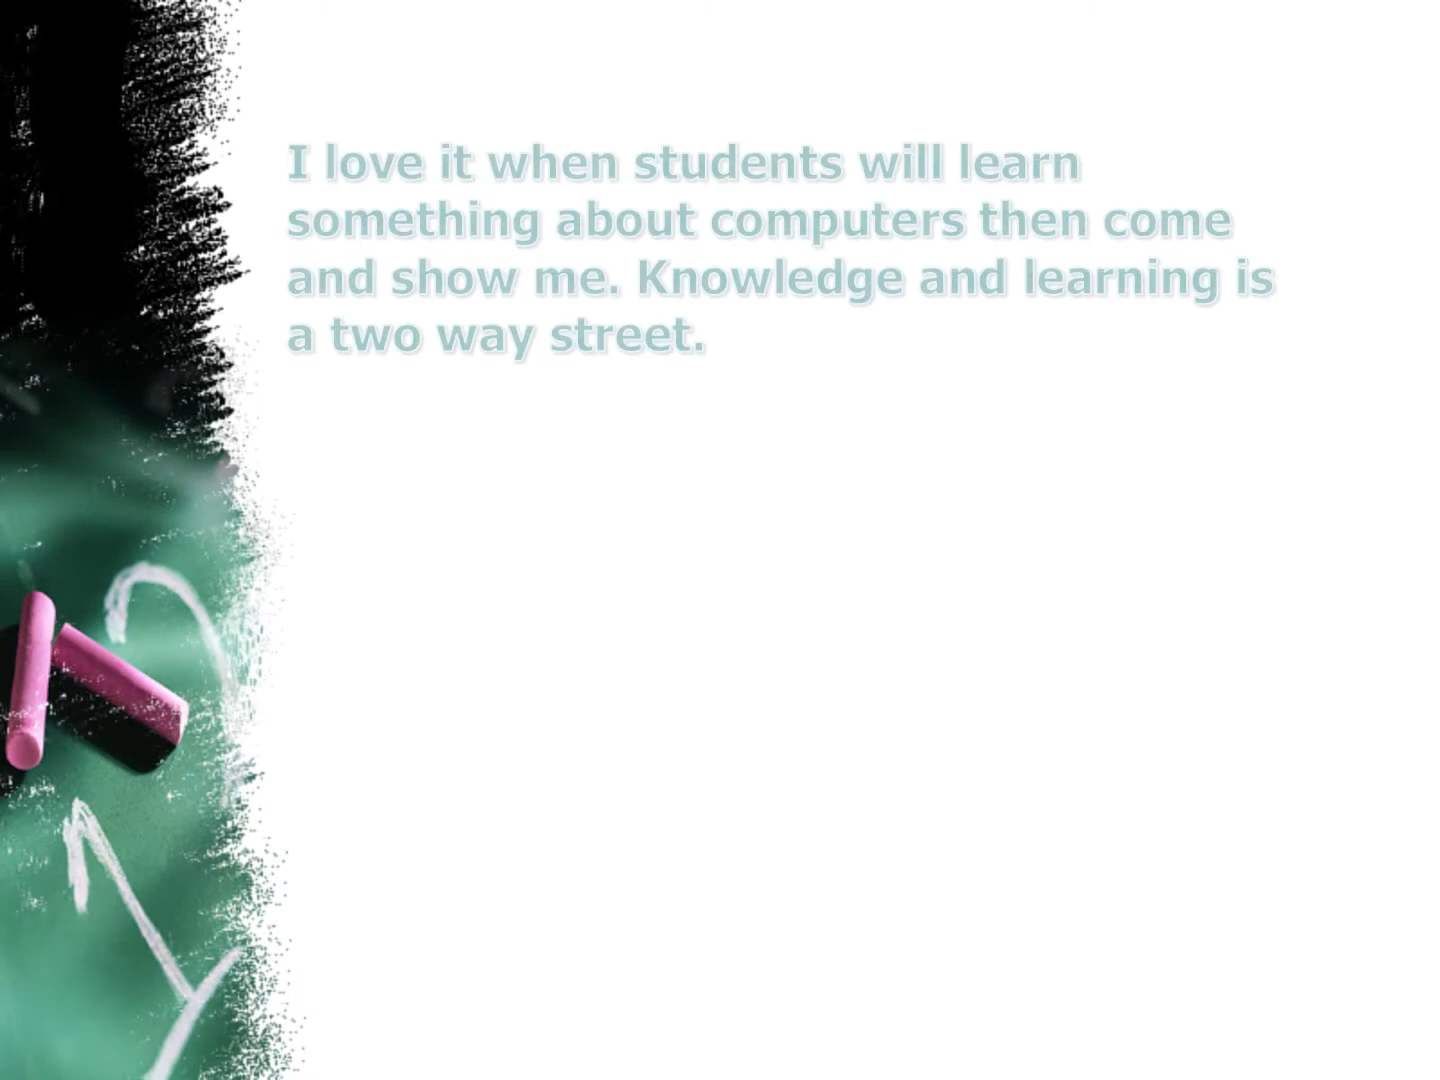 I love it when students will learn
something about computers then come
and show me. Knowledge and learning is
a two way street.